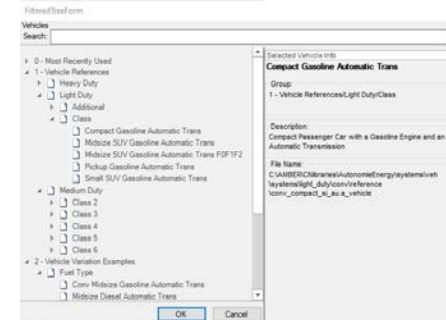 FilteredTreeForm
Vehicles
Search:
0 - Most Recently Used
1 - Vehicle References
Heavy Duty
Light Duty
Additional
Class
Compact Gasoline Automatic Trans
Midsize SUV Gasoline Automatic Trans
Midsize SUV Gasoline Automatic Trans F0F1F2
Pickup Gasoline Automatic Trans
Small SUV Gasoline Automatic Trans
Medium Duty
Class 2
Class 3
Class 4
Class 5
Class 6
2 - Vehicle Variation Examples
Fuel Type
Conv Midsize Gasoline Automatic Trans
Midsize Diesel Automatic Trans
Selected Vehicle Info
Compact Gasoline Automatic Trans
Group:
1 - Vehicle References/Light Duty/Class
Description:
Compact Passenger Car with a Gasoline Engine and an
Automatic Transmission
File Name:
C:\AMBER\CNlibraries\AutonomieEnergy\systems\veh
\systems\light_duty\conv\reference
\conv_compact_si_au.a_vehicle
OK
Cancel